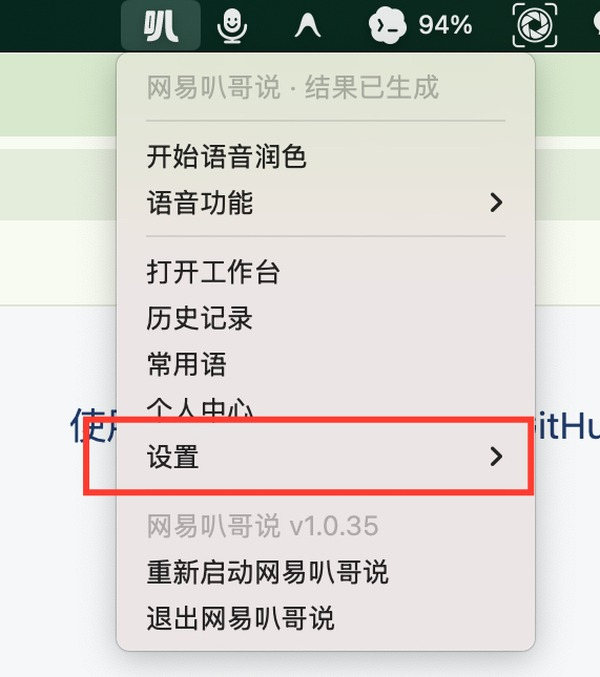 叭 94%
网易叭哥说 · 结果已生成
开始语音润色
语音功能
打开工作台
历史记录
常用语
个人中心
使 itHu
设置
网易叭哥说 v1.0.35
重新启动网易叭哥说
退出网易叭哥说